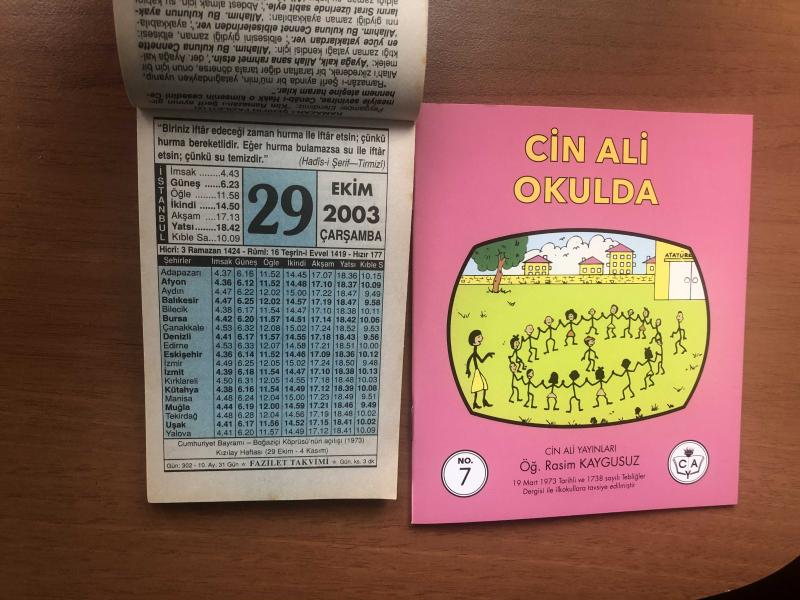 "Biriniz iftâr edeceği zaman hurma ile iftâr etsin; çünkü
hurma bereketlidir. Eğer hurma bulamazsa su ile iftâr
etsin; çünkü su temizdir."
(Hadîs-i Şerif—Tirmizî)
İSTANBUL
İmsak ........4.43
Güneş ......6.23
Öğle ........11.58
İkindi ......14.50
Akşam ....17.13
Yatsı........18.42
Kıble Sa...10.09
29
EKİM
2003
ÇARŞAMBA
Hicrî: 3 Ramazan 1424 - Rûmî: 16 Teşrîn-i Evvel 1419 - Hızır 177
Şehirler İmsak Güneş Öğle İkindi Akşam Yatsı Kıble S
Adapazarı 4.37 6.16 11.52 14.45 17.07 18.36 10.15
Afyon 4.36 6.12 11.52 14.48 17.10 18.37 10.09
Aydın 4.47 6.22 12.02 15.00 17.22 18.47 9.49
Balıkesir 4.47 6.25 12.02 14.57 17.19 18.47 9.58
Bilecik 4.38 6.17 11.54 14.47 17.10 18.38 10.11
Bursa 4.42 6.20 11.57 14.51 17.14 18.42 10.06
Çanakkale 4.53 6.32 12.08 15.02 17.24 18.52 9.53
Denizli 4.41 6.17 11.57 14.55 17.18 18.43 9.56
Edirne 4.53 6.33 12.07 14.58 17.21 18.51 10.00
Eskişehir 4.36 6.14 11.52 14.46 17.09 18.36 10.12
İzmir 4.49 6.25 12.05 15.02 17.24 18.50 9.48
İzmit 4.39 6.18 11.54 14.47 17.10 18.38 10.13
Kırklareli 4.50 6.31 12.05 14.55 17.18 18.48 10.03
Kütahya 4.38 6.16 11.54 14.49 17.12 18.39 10.08
Manisa 4.48 6.24 12.04 15.00 17.23 18.49 9.51
Muğla 4.44 6.19 12.00 14.59 17.21 18.46 9.49
Tekirdağ 4.48 6.28 12.04 14.56 17.19 18.48 10.02
Uşak 4.41 6.17 11.56 14.52 17.15 18.41 10.02
Yalova 4.41 6.20 11.57 14.49 17.12 18.41 10.09
Cumhuriyet Bayramı – Boğaziçi Köprüsü'nün açılışı (1973)
Kızılay Haftası (29 Ekim - 4 Kasım)
Gün: 302 - 10. Ay, 31 Gün ☆ FAZİLET TAKVİMİ ☆ Gün. ks. 3 dk
CİN ALİ
OKULDA
ATATÜRK
CİN ALİ YAYINLARI
Öğ. Rasim KAYGUSUZ
19 Mart 1973 Tarihli ve 1738 sayılı Tebliğler
Dergisi ile ilkokullara tavsiye edilmiştir
NO.
7
C A
Y